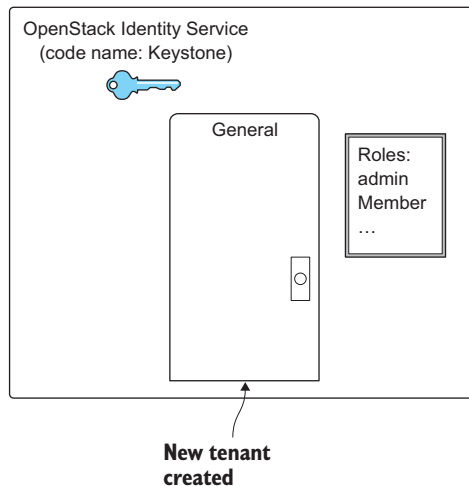 OpenStack Identity Service
(code name: Keystone)
General
Roles:
admin
Member
…
New tenant
created